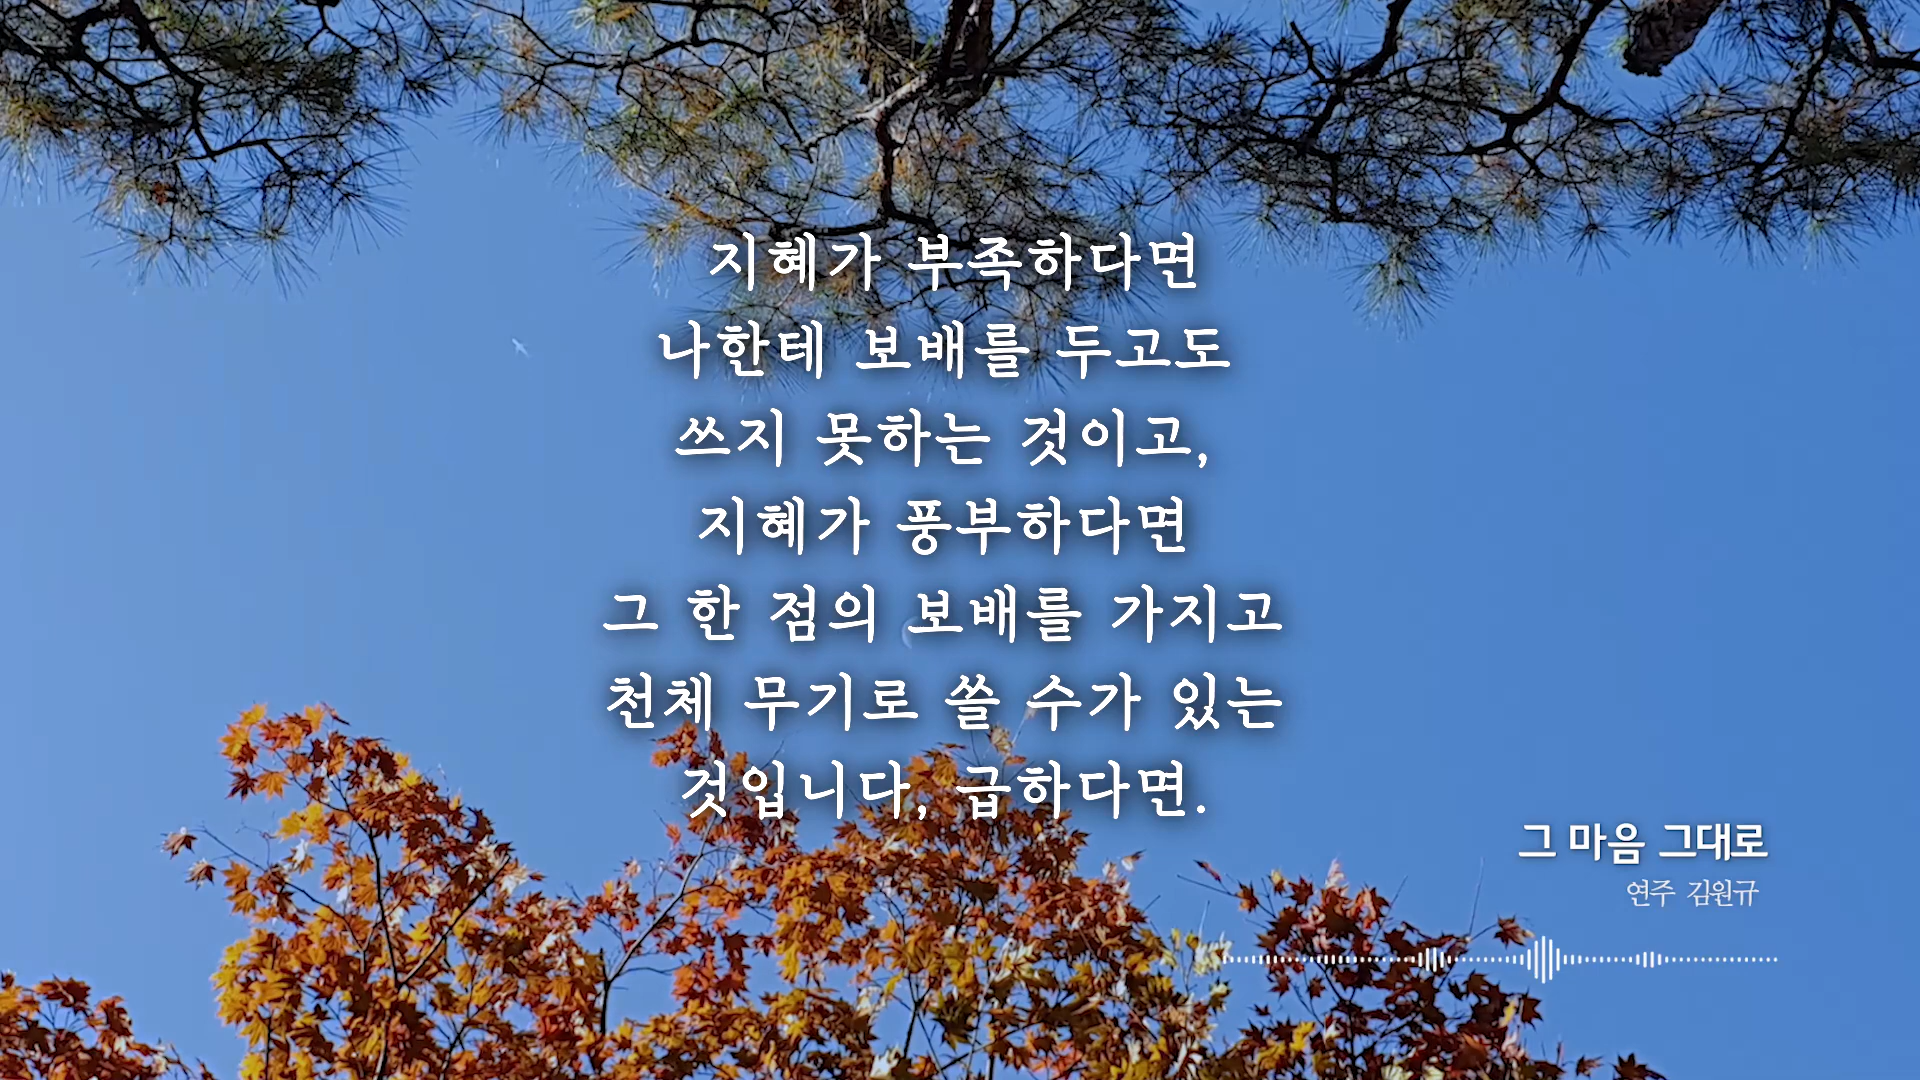 지혜가 부족하다면
나한테 보배를 두고도
쓰지 못하는 것이고,
지혜가 풍부하다면
그 한 점의 보배를 가지고
천체 무기로 쓸 수가 있는
것입니다, 급하다면.
그 마음 그대로
연주 김원규